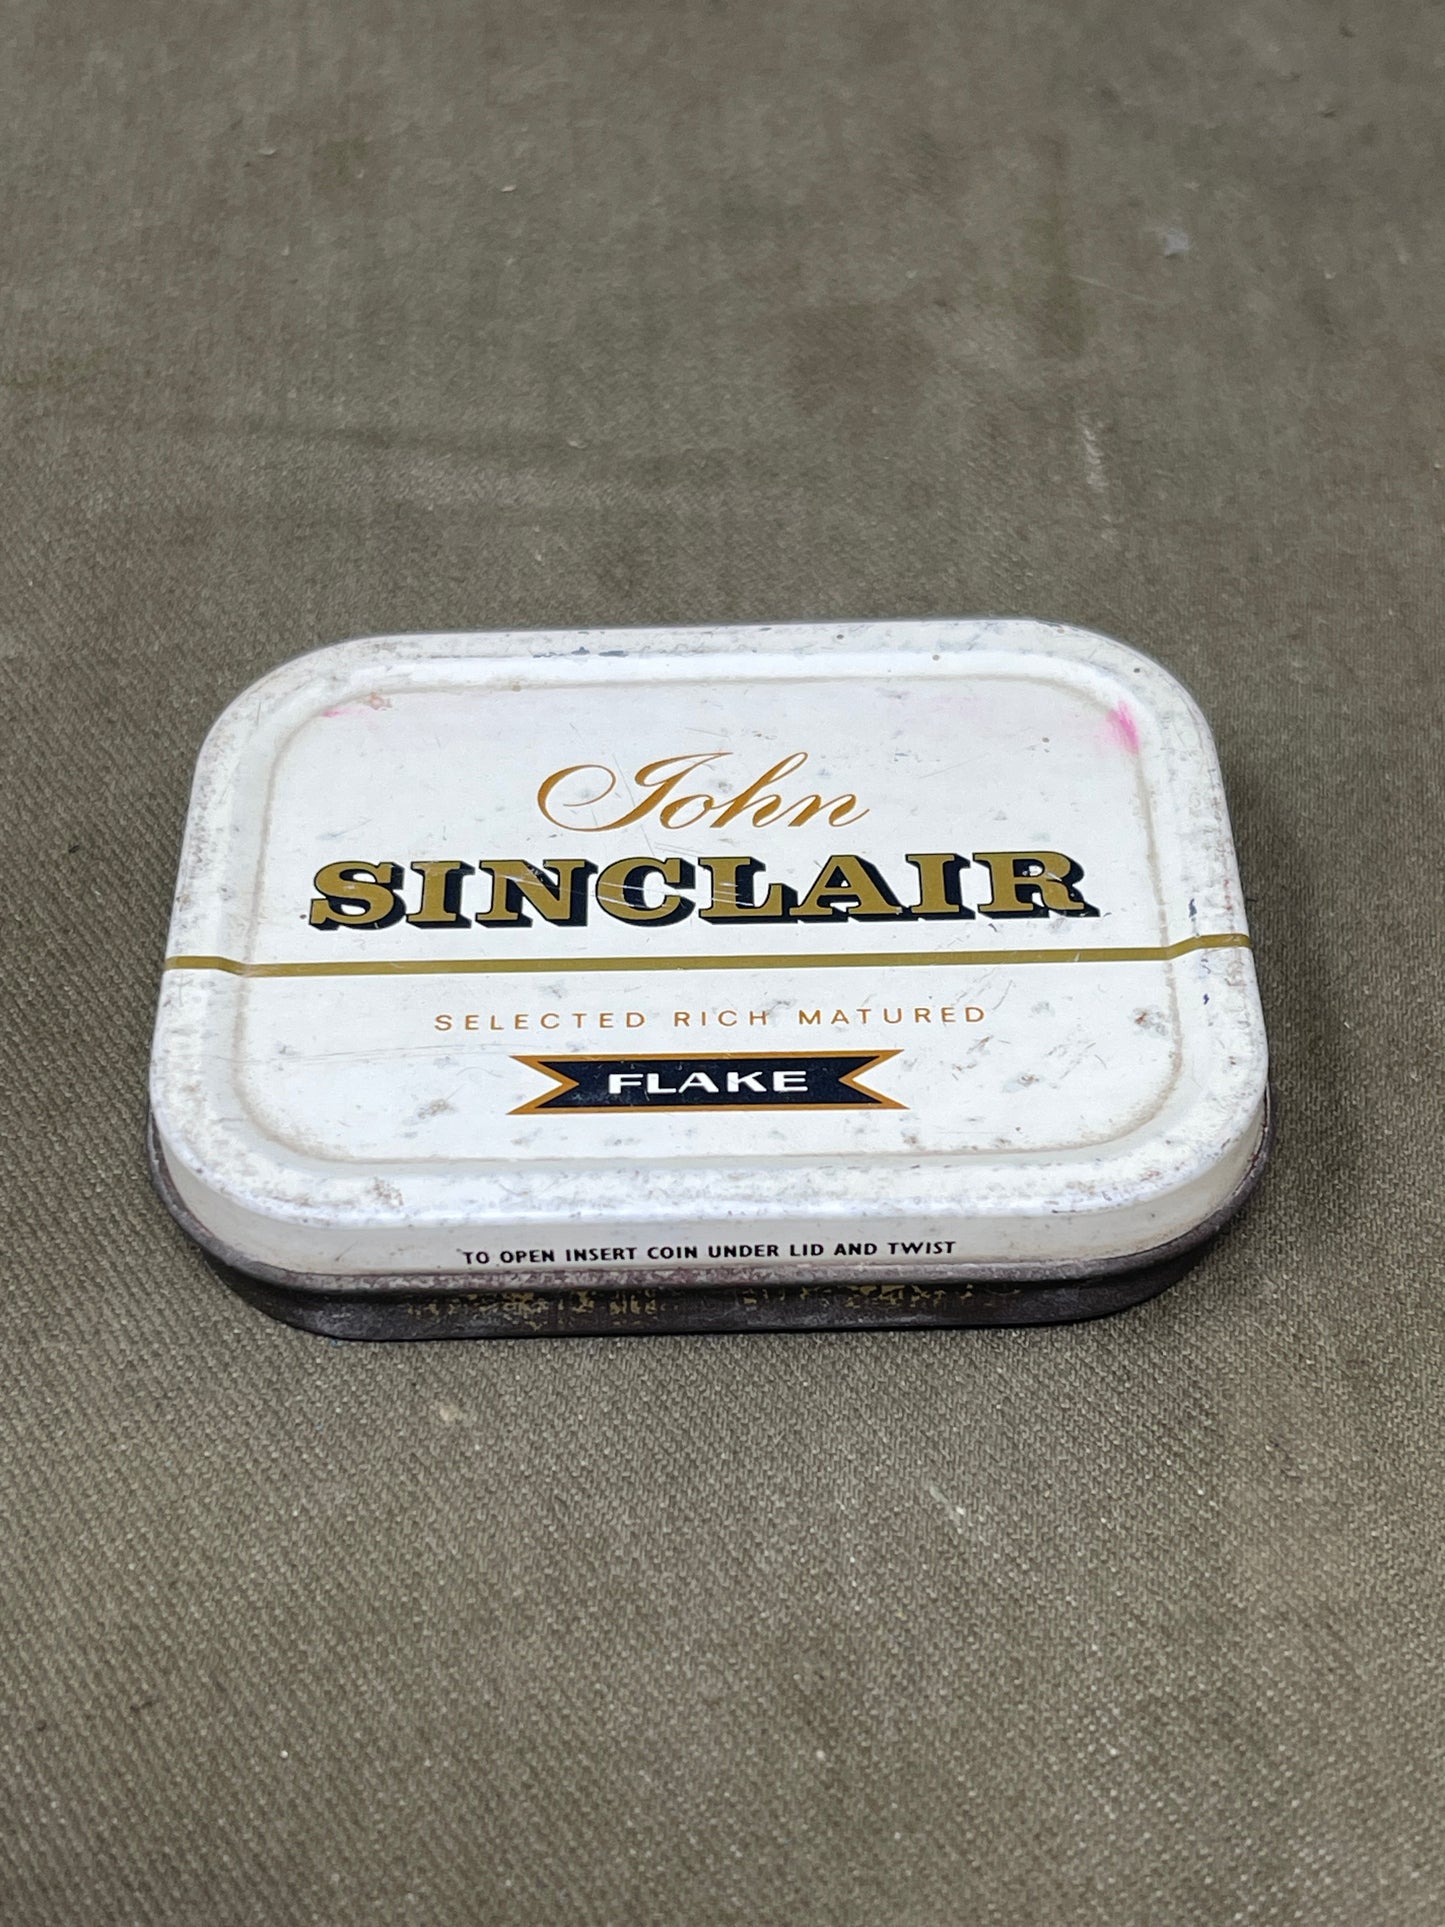 John
SINCLAIR
SELECTED RICH MATURED
FLAKE
TO OPEN INSERT COIN UNDER LID AND TWIST